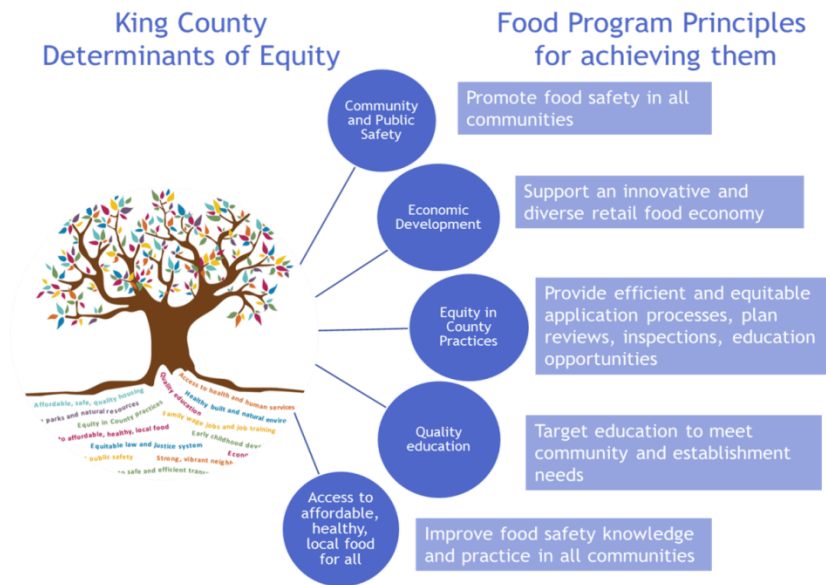 King County
Determinants of Equity
Food Program Principles
for achieving them
Community
and Public
Safety
Promote food safety in all
communities
Economic
Development
Support an innovative and
diverse retail food economy
Equity in
County
Practices
Provide efficient and equitable
application processes, plan
reviews, inspections, education
opportunities
Quality
education
Target education to meet
community and establishment
needs
Access to
affordable,
healthy,
local food
for all
Improve food safety knowledge
and practice in all communities
Affordable, safe, quality housing
Quality education
Access to health and human services
parks and natural resources
Healthy built and natural
Equity in County practices
Family wage jobs and job training
to affordable, healthy, local food
Early childhood
Equitable law and justice system
public safety
Strong, vibrant
to safe and efficient